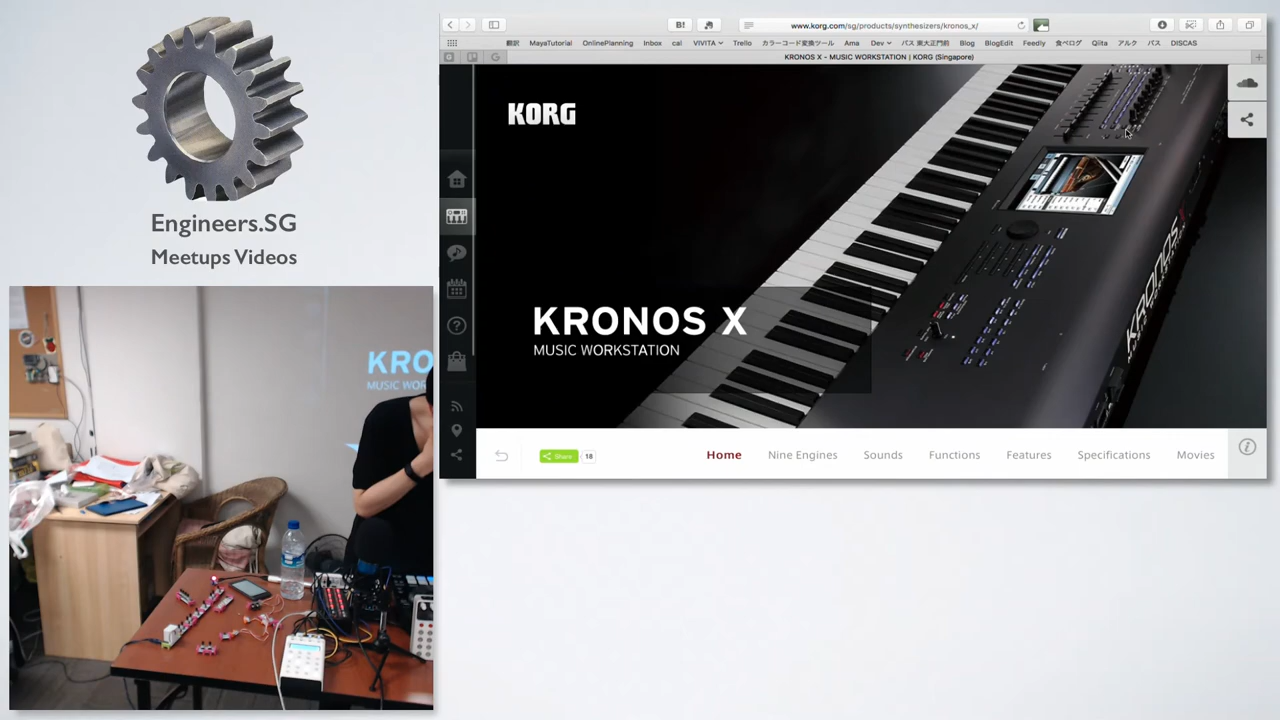 Engineers.SG
Meetups Videos
KRO
MUSIC WOR
B!
www.korg.com/sg/products/synthesizers/kronos_x/
翻訳 MayaTutorial OnlinePlanning Inbox cal VIVITA Trello カラーコード変換ツール Ama Dev バス 東大正門前 Blog BlogEdit Feedly 食べログ Qiita アルク バス DISCAS
KRONOS X - MUSIC WORKSTATION | KORG (Singapore)
KORG
KRONOS X
MUSIC WORKSTATION
KRONOS
Share 18
Home Nine Engines Sounds Functions Features Specifications Movies